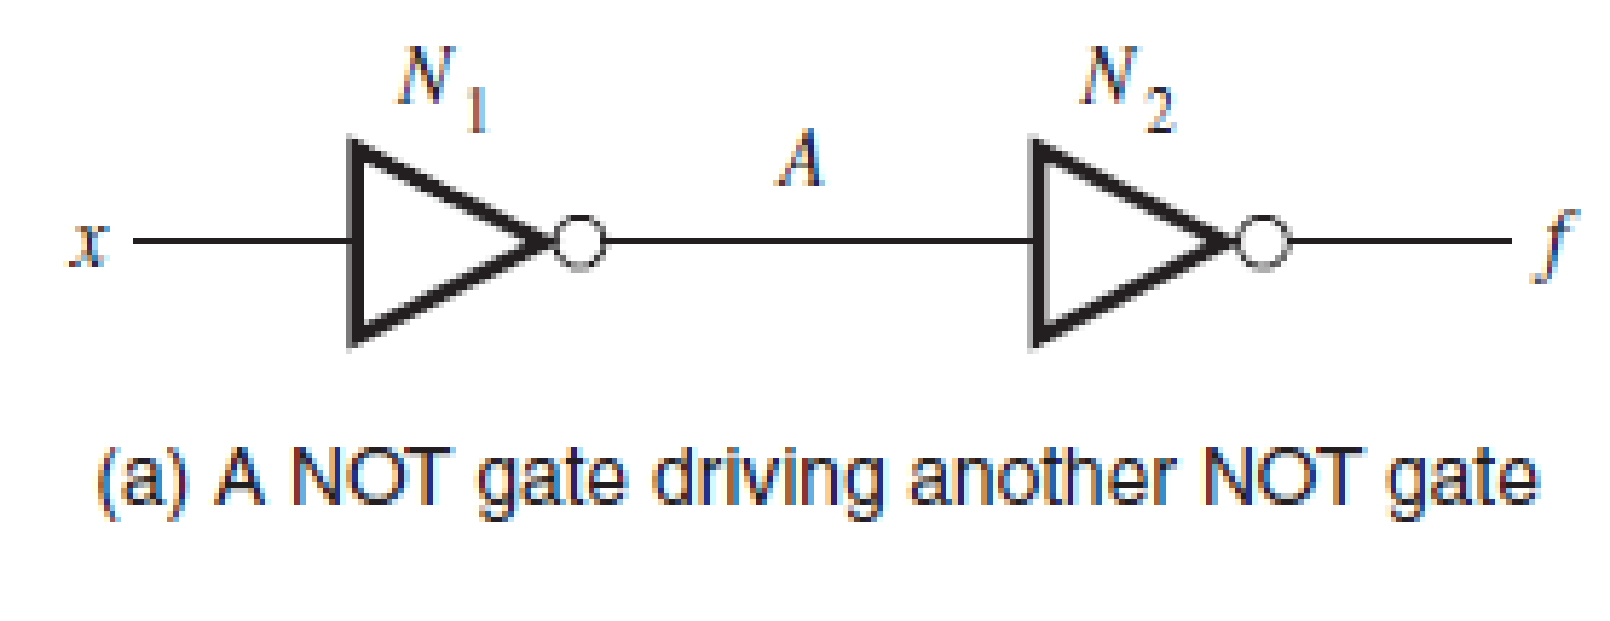 N1 N2
A
x f
(a) A NOT gate driving another NOT gate